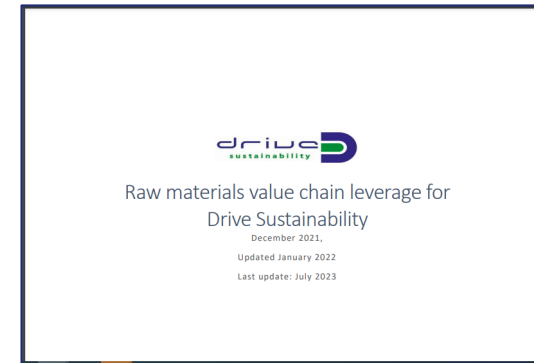 drive
sustainability
Raw materials value chain leverage for
Drive Sustainability
December 2021,
Updated January 2022
Last update: July 2023